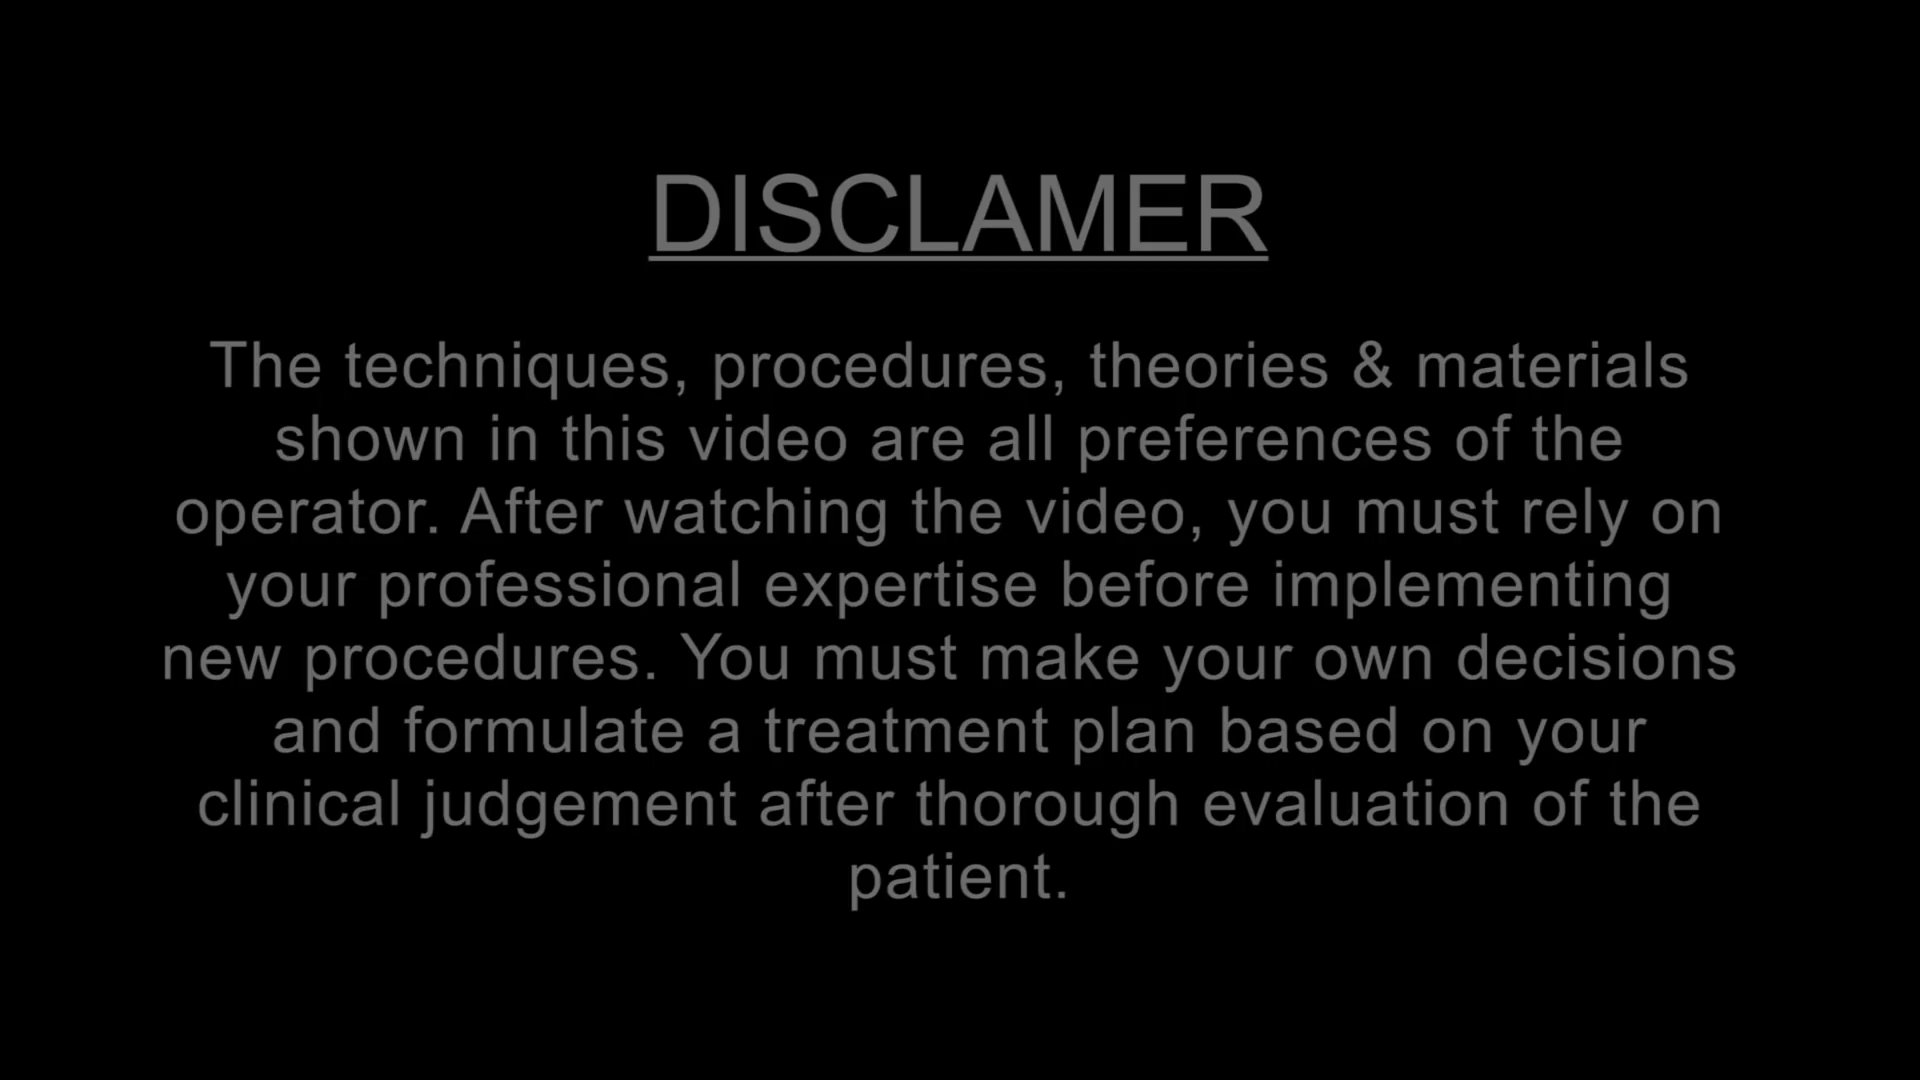 DISCLAMER
The techniques, procedures, theories & materials
shown in this video are all preferences of the
operator. After watching the video, you must rely on
your professional expertise before implementing
new procedures. You must make your own decisions
and formulate a treatment plan based on your
clinical judgement after thorough evaluation of the
patient.